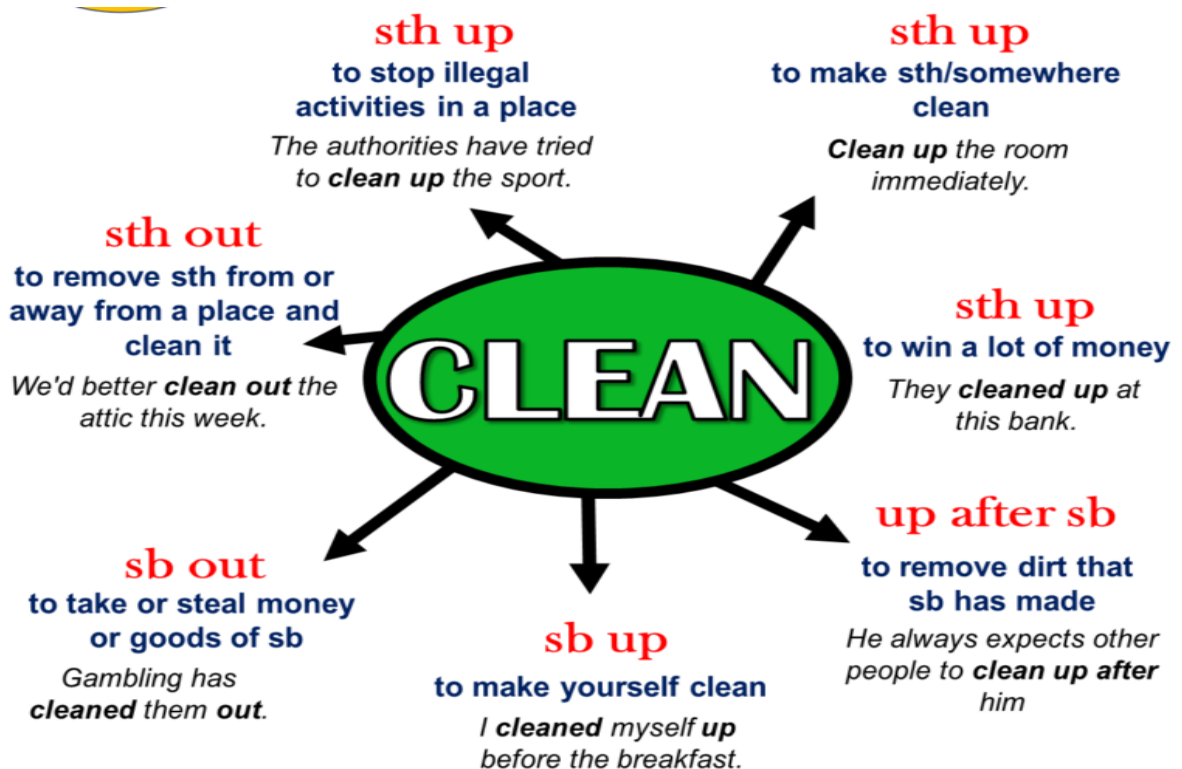 sth up
to stop illegal
activities in a place
The authorities have tried
to clean up the sport.
sth up
to make sth/somewhere
clean
Clean up the room
immediately.
sth out
to remove sth from or
away from a place and
clean it
We'd better clean out the
attic this week.
CLEAN
sth up
to win a lot of money
They cleaned up at
this bank.
sb out
to take or steal money
or goods of sb
Gambling has
cleaned them out.
sb up
to make yourself clean
I cleaned myself up
before the breakfast.
up after sb
to remove dirt that
sb has made
He always expects other
people to clean up after
him